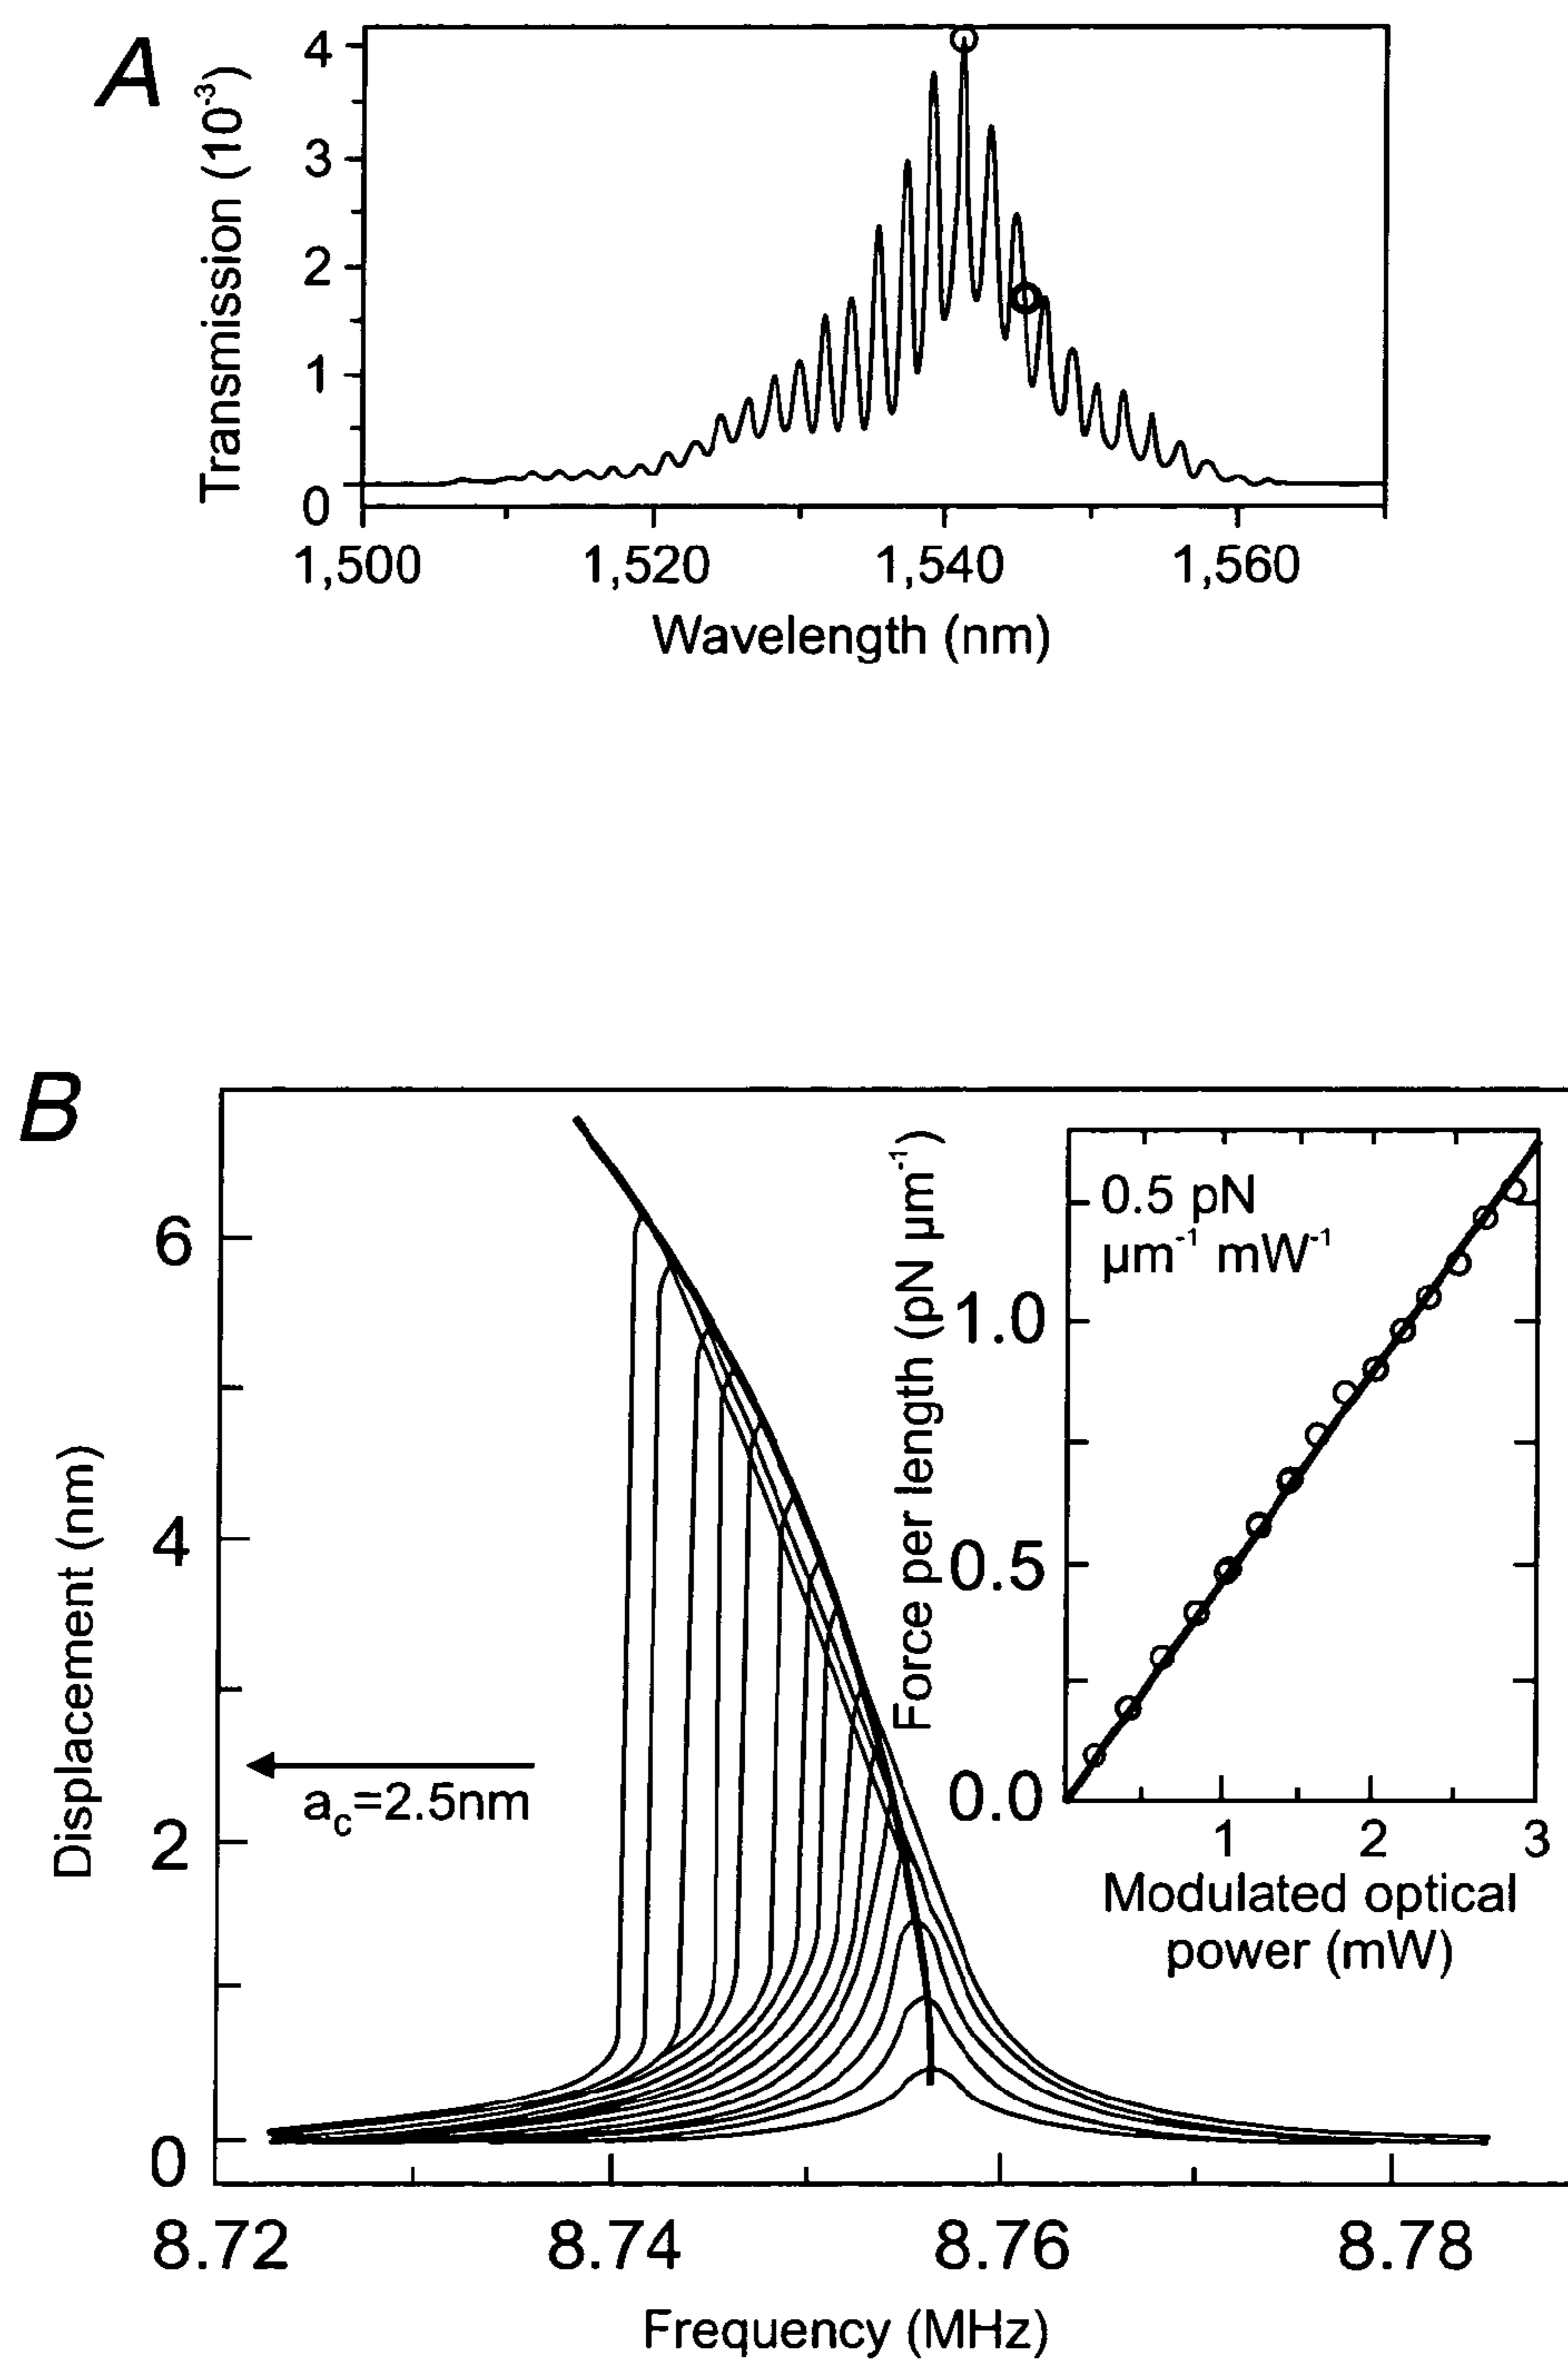 A
Transmission (10⁻³)
4
3
2
1
0
1,500 1,520 1,540 1,560
Wavelength (nm)
B
Displacement (nm)
6
4
2
0
a꜀=2.5nm
8.72 8.74 8.76 8.78
Frequency (MHz)
Force per length (pN µm⁻¹)
0.5 pN
µm⁻¹ mW⁻¹
1.0
0.5
0.0
1 2 3
Modulated optical
power (mW)